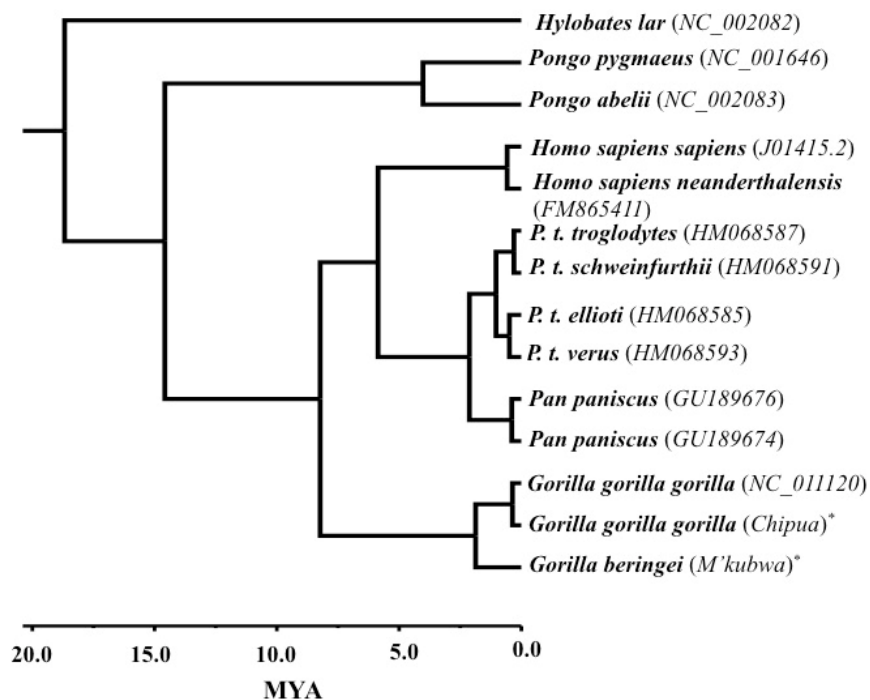 Hylobates lar (NC_002082)
Pongo pygmaeus (NC_001646)
Pongo abelii (NC_002083)
Homo sapiens sapiens (J01415.2)
Homo sapiens neanderthalensis
(FM865411)
P. t. troglodytes (HM068587)
P. t. schweinfurthii (HM068591)
P. t. ellioti (HM068585)
P. t. verus (HM068593)
Pan paniscus (GU189676)
Pan paniscus (GU189674)
Gorilla gorilla gorilla (NC_011120)
Gorilla gorilla gorilla (Chipua)*
Gorilla beringei (M'kubwa)*
20.0 15.0 10.0 5.0 0.0
MYA